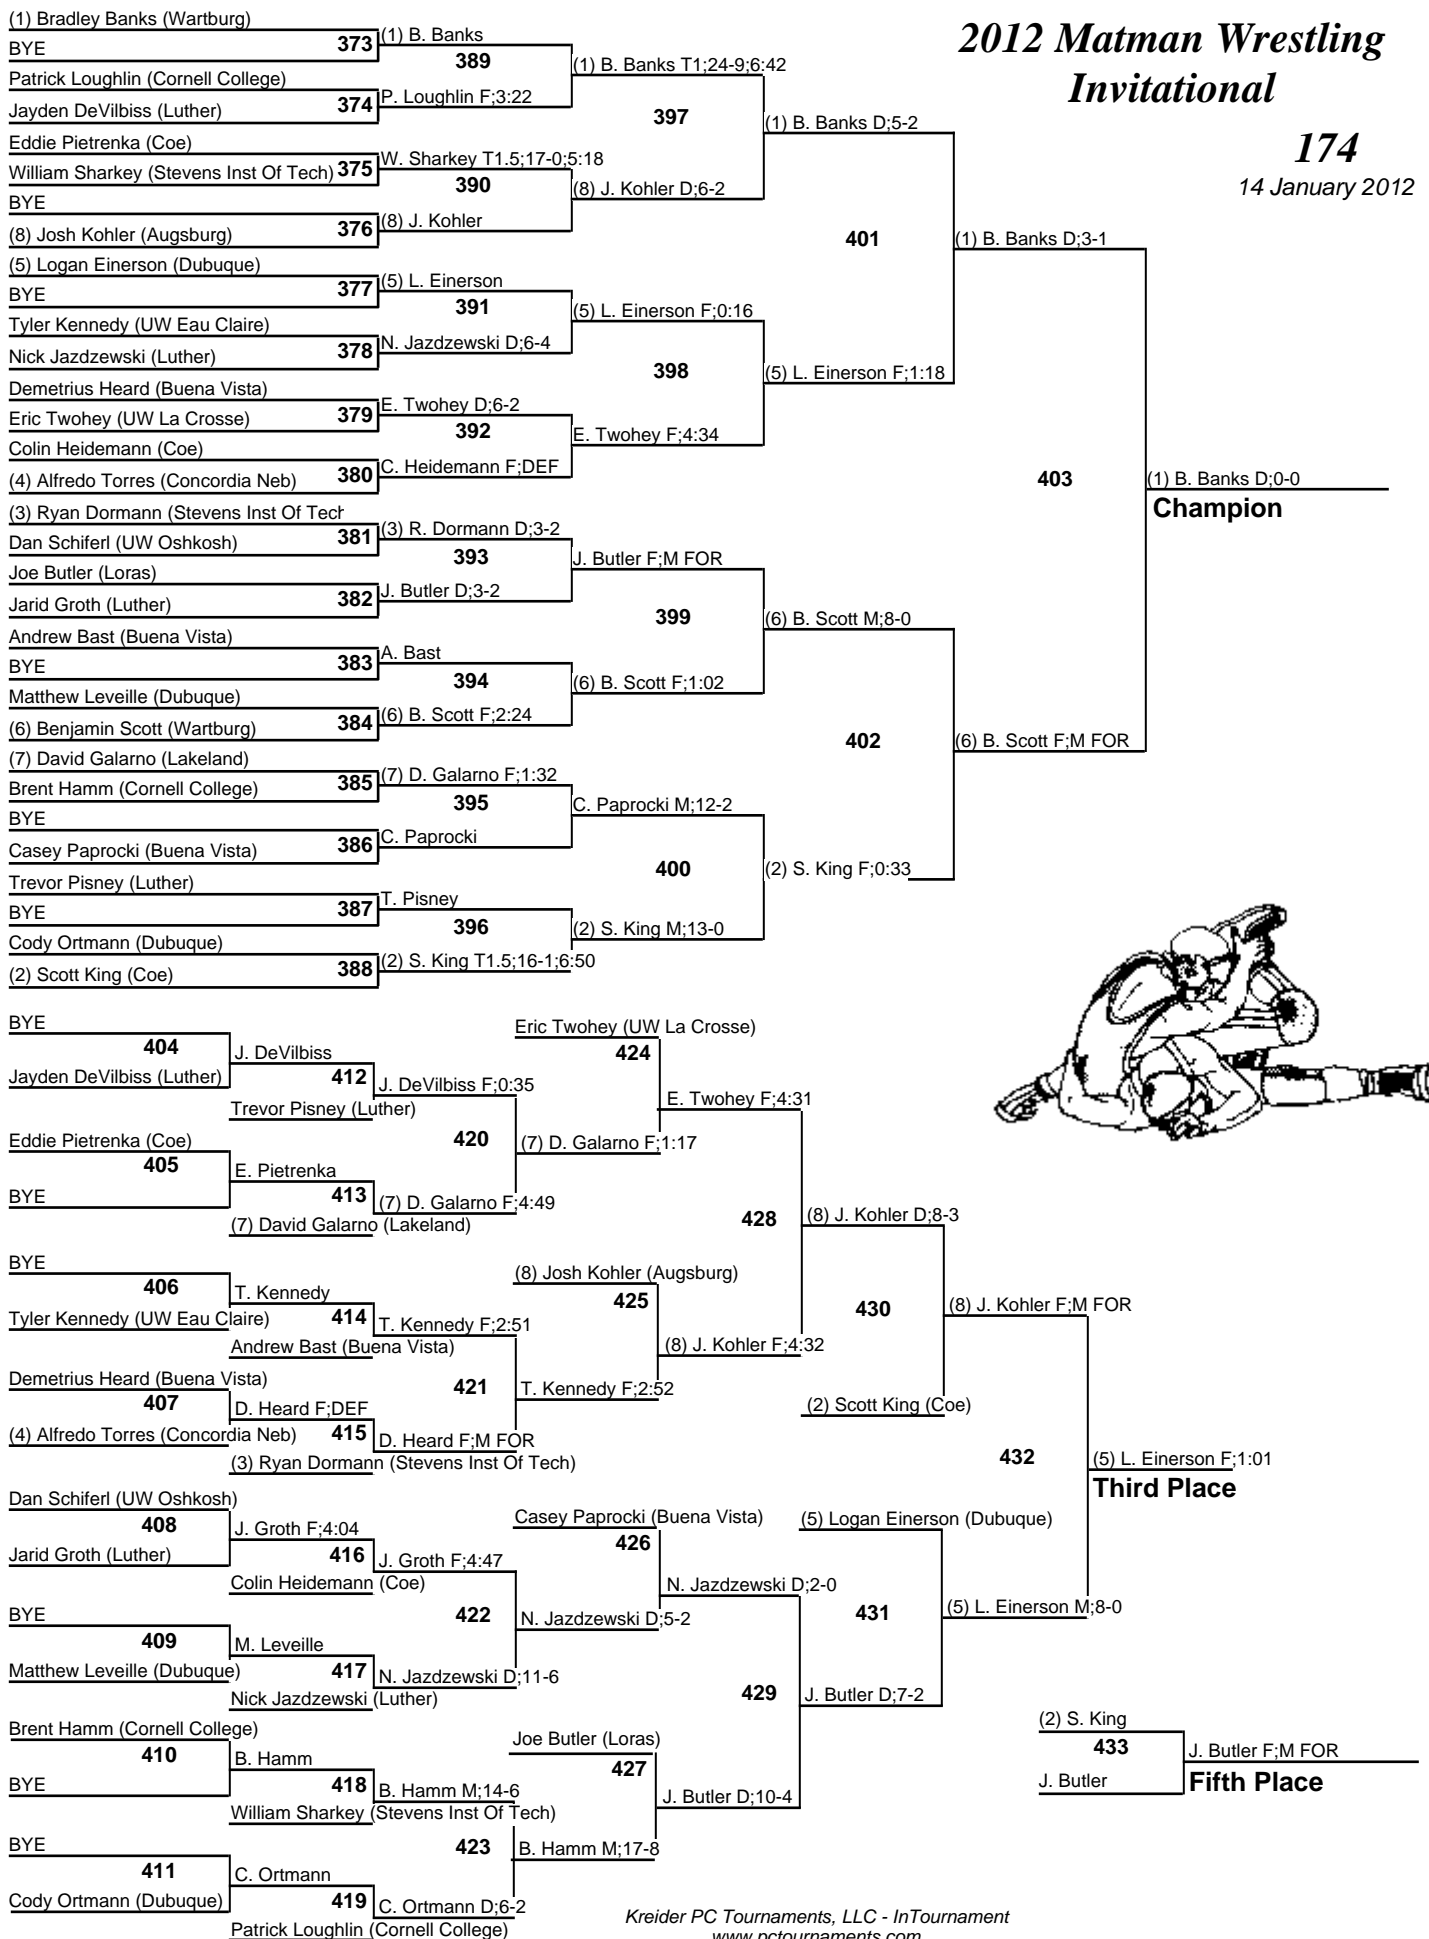 2012 Matman Wrestling
Invitational
174
14 January 2012
(1) Bradley Banks (Wartburg)
BYE
373
(1) B. Banks
389
Patrick Loughlin (Cornell College)
Jayden DeVilbiss (Luther)
374
P. Loughlin F;3:22
(1) B. Banks T1;24-9;6:42
397
Eddie Pietrenka (Coe)
William Sharkey (Stevens Inst Of Tech)
375
W. Sharkey T1.5;17-0;5:18
390
BYE
(8) Josh Kohler (Augsburg)
376
(8) J. Kohler
(8) J. Kohler D;6-2
(1) B. Banks D;5-2
401
(5) Logan Einerson (Dubuque)
BYE
377
(5) L. Einerson
391
Tyler Kennedy (UW Eau Claire)
Nick Jazdzewski (Luther)
378
N. Jazdzewski D;6-4
(5) L. Einerson F;0:16
398
Demetrius Heard (Buena Vista)
Eric Twohey (UW La Crosse)
379
E. Twohey D;6-2
392
Colin Heidemann (Coe)
(4) Alfredo Torres (Concordia Neb)
380
C. Heidemann F;DEF
E. Twohey F;4:34
(5) L. Einerson F;1:18
(1) B. Banks D;3-1
403
(1) B. Banks D;0-0
Champion
(3) Ryan Dormann (Stevens Inst Of Tech
Dan Schiferl (UW Oshkosh)
381
(3) R. Dormann D;3-2
393
Joe Butler (Loras)
Jarid Groth (Luther)
382
J. Butler D;3-2
J. Butler F;M FOR
399
Andrew Bast (Buena Vista)
BYE
383
A. Bast
394
Matthew Leveille (Dubuque)
(6) Benjamin Scott (Wartburg)
384
(6) B. Scott F;2:24
(6) B. Scott F;1:02
(6) B. Scott M;8-0
402
(6) B. Scott F;M FOR
(7) David Galarno (Lakeland)
Brent Hamm (Cornell College)
385
(7) D. Galarno F;1:32
395
BYE
Casey Paprocki (Buena Vista)
386
C. Paprocki
C. Paprocki M;12-2
400
(2) S. King F;0:33
Trevor Pisney (Luther)
BYE
387
T. Pisney
396
Cody Ortmann (Dubuque)
(2) Scott King (Coe)
388
(2) S. King T1.5;16-1;6:50
(2) S. King M;13-0
BYE
404
Jayden DeVilbiss (Luther)
J. DeVilbiss
412
Trevor Pisney (Luther)
J. DeVilbiss F;0:35
420
Eddie Pietrenka (Coe)
405
BYE
E. Pietrenka
413
(7) David Galarno (Lakeland)
(7) D. Galarno F;4:49
Eric Twohey (UW La Crosse)
424
(7) D. Galarno F;1:17
E. Twohey F;4:31
428
BYE
406
Tyler Kennedy (UW Eau Claire)
T. Kennedy
414
Andrew Bast (Buena Vista)
T. Kennedy F;2:51
421
Demetrius Heard (Buena Vista)
407
(4) Alfredo Torres (Concordia Neb)
D. Heard F;DEF
415
(3) Ryan Dormann (Stevens Inst Of Tech)
D. Heard F;M FOR
(8) Josh Kohler (Augsburg)
425
T. Kennedy F;2:52
(8) J. Kohler F;4:32
(8) J. Kohler D;8-3
430
(2) Scott King (Coe)
(8) J. Kohler F;M FOR
432
(5) L. Einerson F;1:01
Third Place
Dan Schiferl (UW Oshkosh)
408
Jarid Groth (Luther)
J. Groth F;4:04
416
Colin Heidemann (Coe)
J. Groth F;4:47
422
BYE
409
Matthew Leveille (Dubuque)
M. Leveille
417
Nick Jazdzewski (Luther)
N. Jazdzewski D;11-6
Casey Paprocki (Buena Vista)
426
N. Jazdzewski D;5-2
N. Jazdzewski D;2-0
429
(5) Logan Einerson (Dubuque)
431
J. Butler D;7-2
(5) L. Einerson M;8-0
Brent Hamm (Cornell College)
410
BYE
B. Hamm
418
William Sharkey (Stevens Inst Of Tech)
B. Hamm M;14-6
423
BYE
411
Cody Ortmann (Dubuque)
C. Ortmann
419
Patrick Loughlin (Cornell College)
C. Ortmann D;6-2
Joe Butler (Loras)
427
B. Hamm M;17-8
J. Butler D;10-4
(2) S. King
433
J. Butler
J. Butler F;M FOR
Fifth Place
Kreider PC Tournaments, LLC - InTournament
www.pctournaments.com